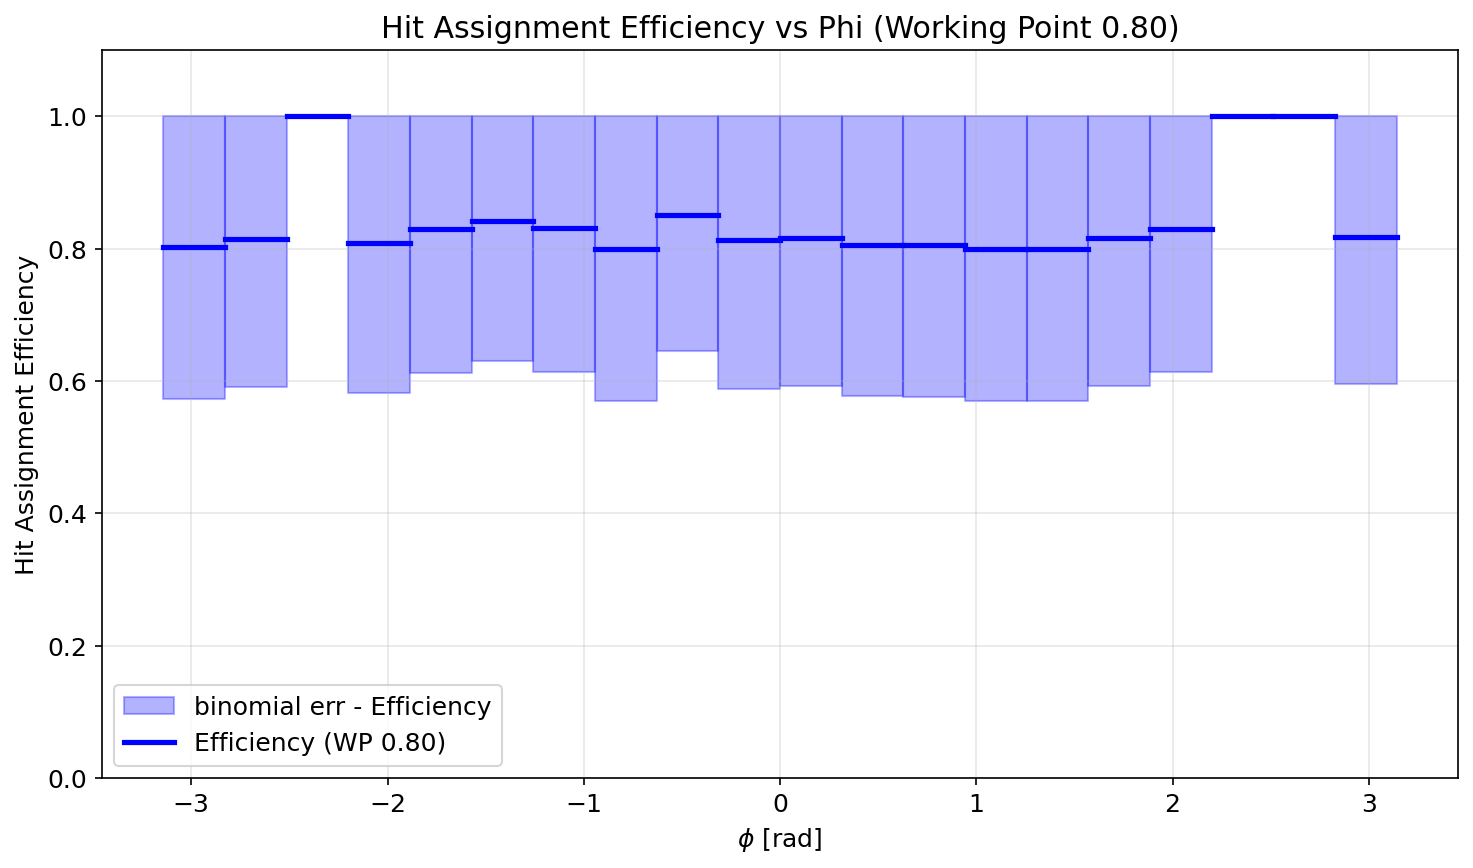 Hit Assignment Efficiency vs Phi (Working Point 0.80)
Hit Assignment Efficiency
1.0
0.8
0.6
0.4
0.2
0.0
binomial err - Efficiency
Efficiency (WP 0.80)
−3
−2
−1
0
1
2
3
ϕ [rad]